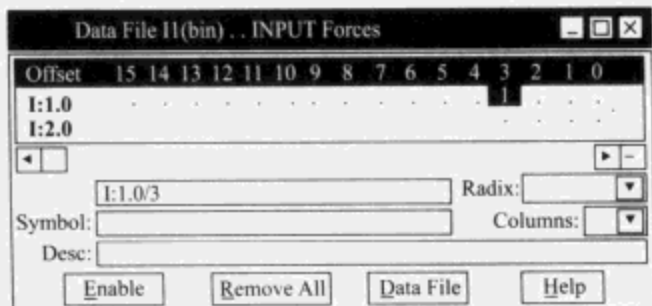 Data File I1(bin) . . INPUT Forces
Offset 15 14 13 12 11 10 9 8 7 6 5 4 3 2 1 0
I:1.0 . . . . . . . . . . . . 1 . . .
I:2.0 . . . .
I:1.0/3 Radix:
Symbol: Columns:
Desc:
Enable Remove All Data File Help